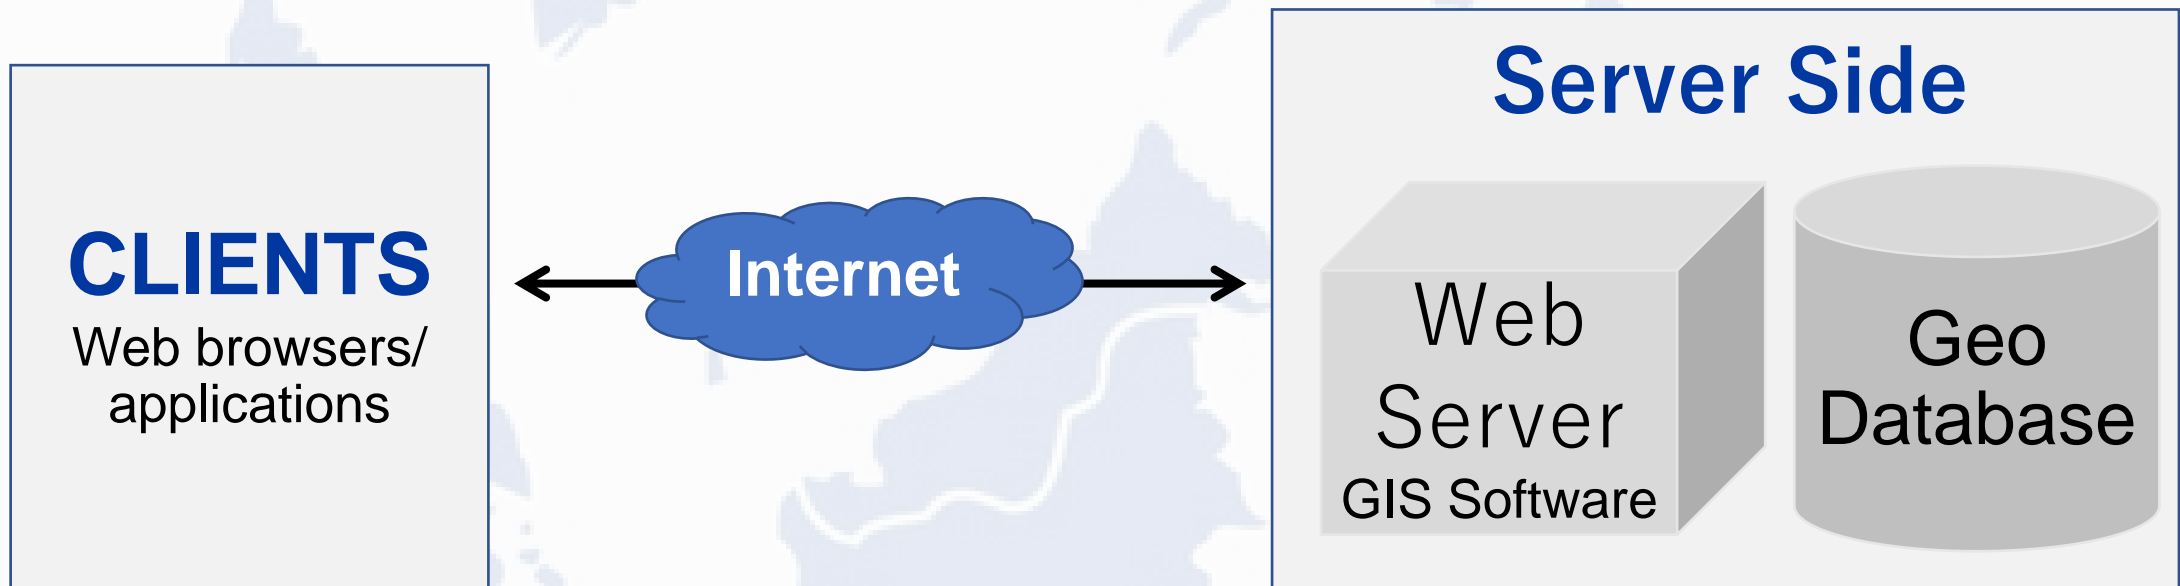 CLIENTS
Web browsers/
applications
Internet
Server Side
Web
Server
GIS Software
Geo
Database